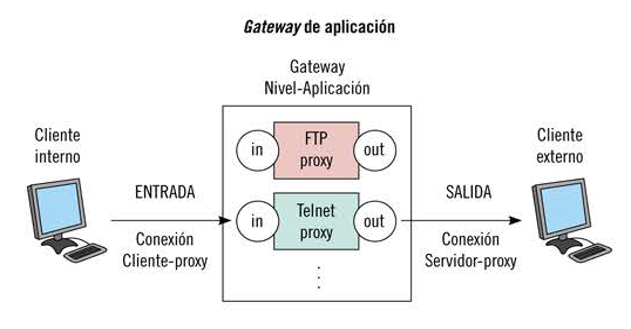 Gateway de aplicación
Gateway
Nivel-Aplicación
Cliente
interno
ENTRADA
Conexión
Cliente-proxy
in
FTP
proxy
out
in
Telnet
proxy
out
SALIDA
Conexión
Servidor-proxy
Cliente
externo